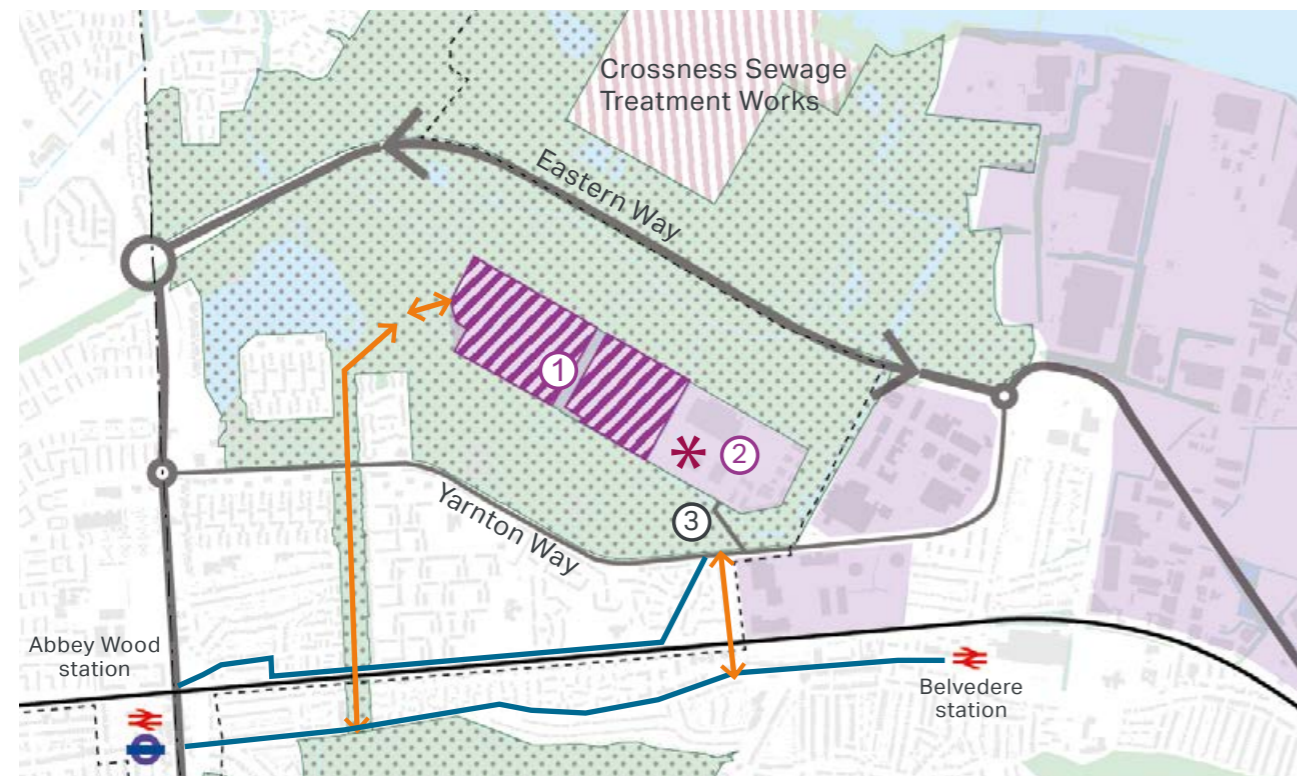 Crossness Sewage
Treatment Works
Eastern Way
1
2
3
Yarnton Way
Abbey Wood
station
Belvedere
station